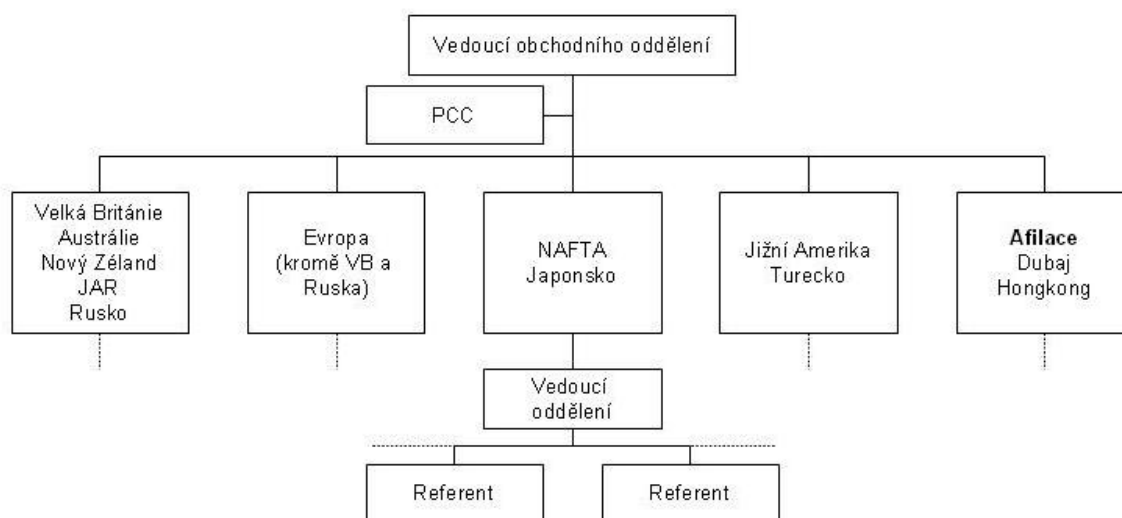 Vedoucí obchodního oddělení
PCC
Velká Británie
Austrálie
Nový Zéland
JAR
Rusko
Evropa
(kromě VB a
Ruska)
NAFTA
Japonsko
Jižní Amerika
Turecko
Afilace
Dubaj
Hongkong
Vedoucí
oddělení
Referent
Referent